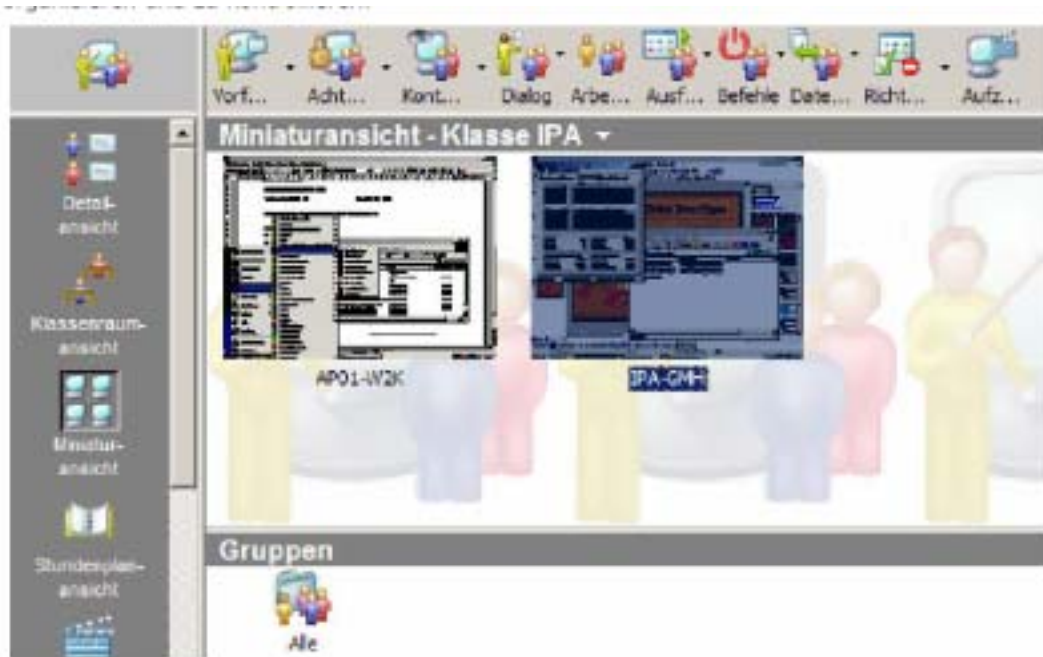 Vorf... Acht... Kont... Dialog Arbe... Ausf... Befehle Date... Richt... Aufz...
Miniaturansicht - Klasse IPA
Detail-
ansicht
Klassenraum-
ansicht
Miniatur-
ansicht
Stundenplan-
ansicht
AP01-W2K
IPA-GMH
Gruppen
Alle